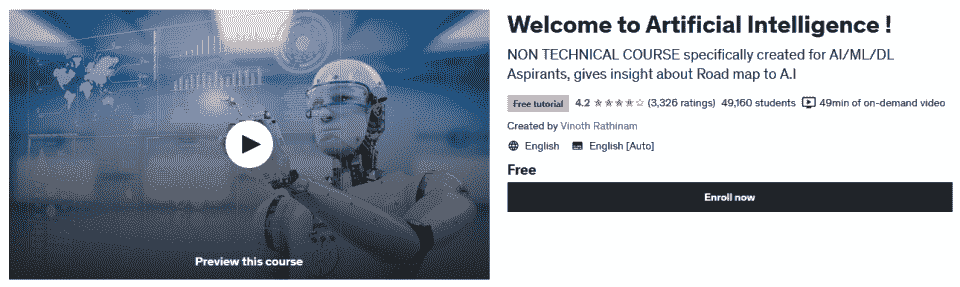 Welcome to Artificial Intelligence !
NON TECHNICAL COURSE specifically created for AI/ML/DL
Aspirants, gives insight about Road map to A.I
Free tutorial 4.2 (3,326 ratings) 49,160 students 49min of on-demand video
Created by Vinoth Rathinam
English English [Auto]
Free
Enroll now
Preview this course